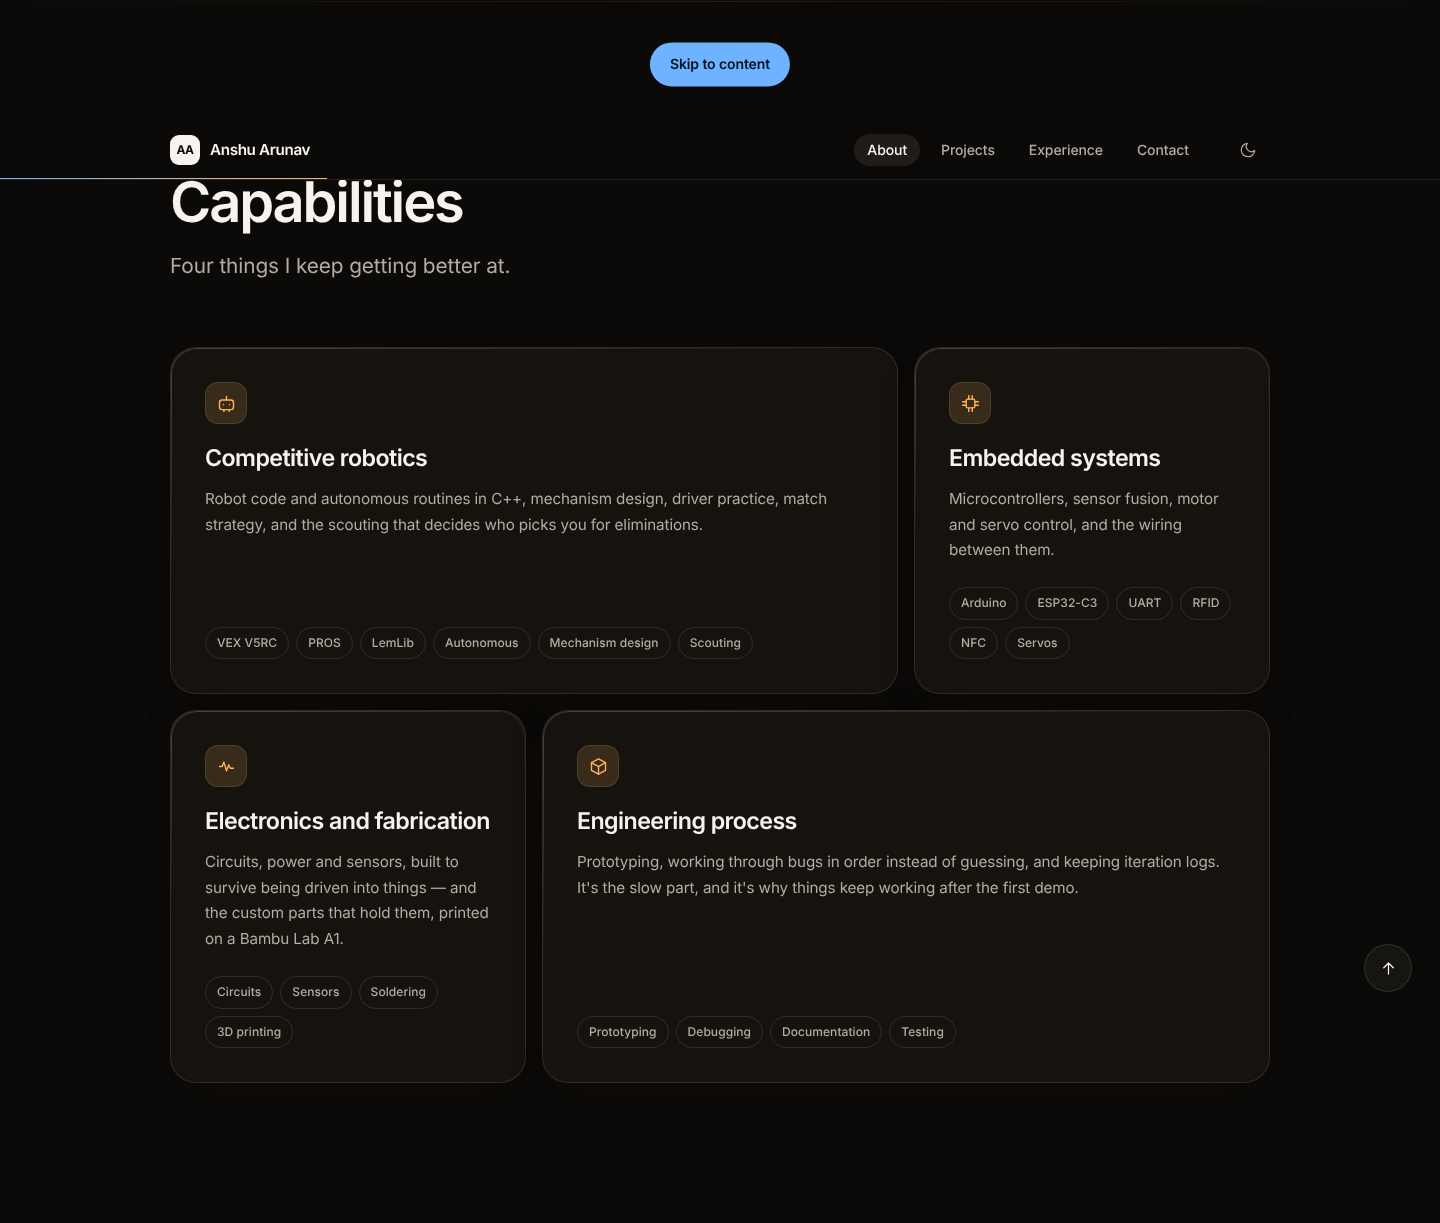 Skip to content
AA Anshu Arunav
About Projects Experience Contact
Capabilities
Four things I keep getting better at.
Competitive robotics
Robot code and autonomous routines in C++, mechanism design, driver practice, match
strategy, and the scouting that decides who picks you for eliminations.
VEX V5RC PROS LemLib Autonomous Mechanism design Scouting
Embedded systems
Microcontrollers, sensor fusion, motor
and servo control, and the wiring
between them.
Arduino ESP32-C3 UART RFID
NFC Servos
Electronics and fabrication
Circuits, power and sensors, built to
survive being driven into things — and
the custom parts that hold them, printed
on a Bambu Lab A1.
Circuits Sensors Soldering
3D printing
Engineering process
Prototyping, working through bugs in order instead of guessing, and keeping iteration logs.
It's the slow part, and it's why things keep working after the first demo.
Prototyping Debugging Documentation Testing